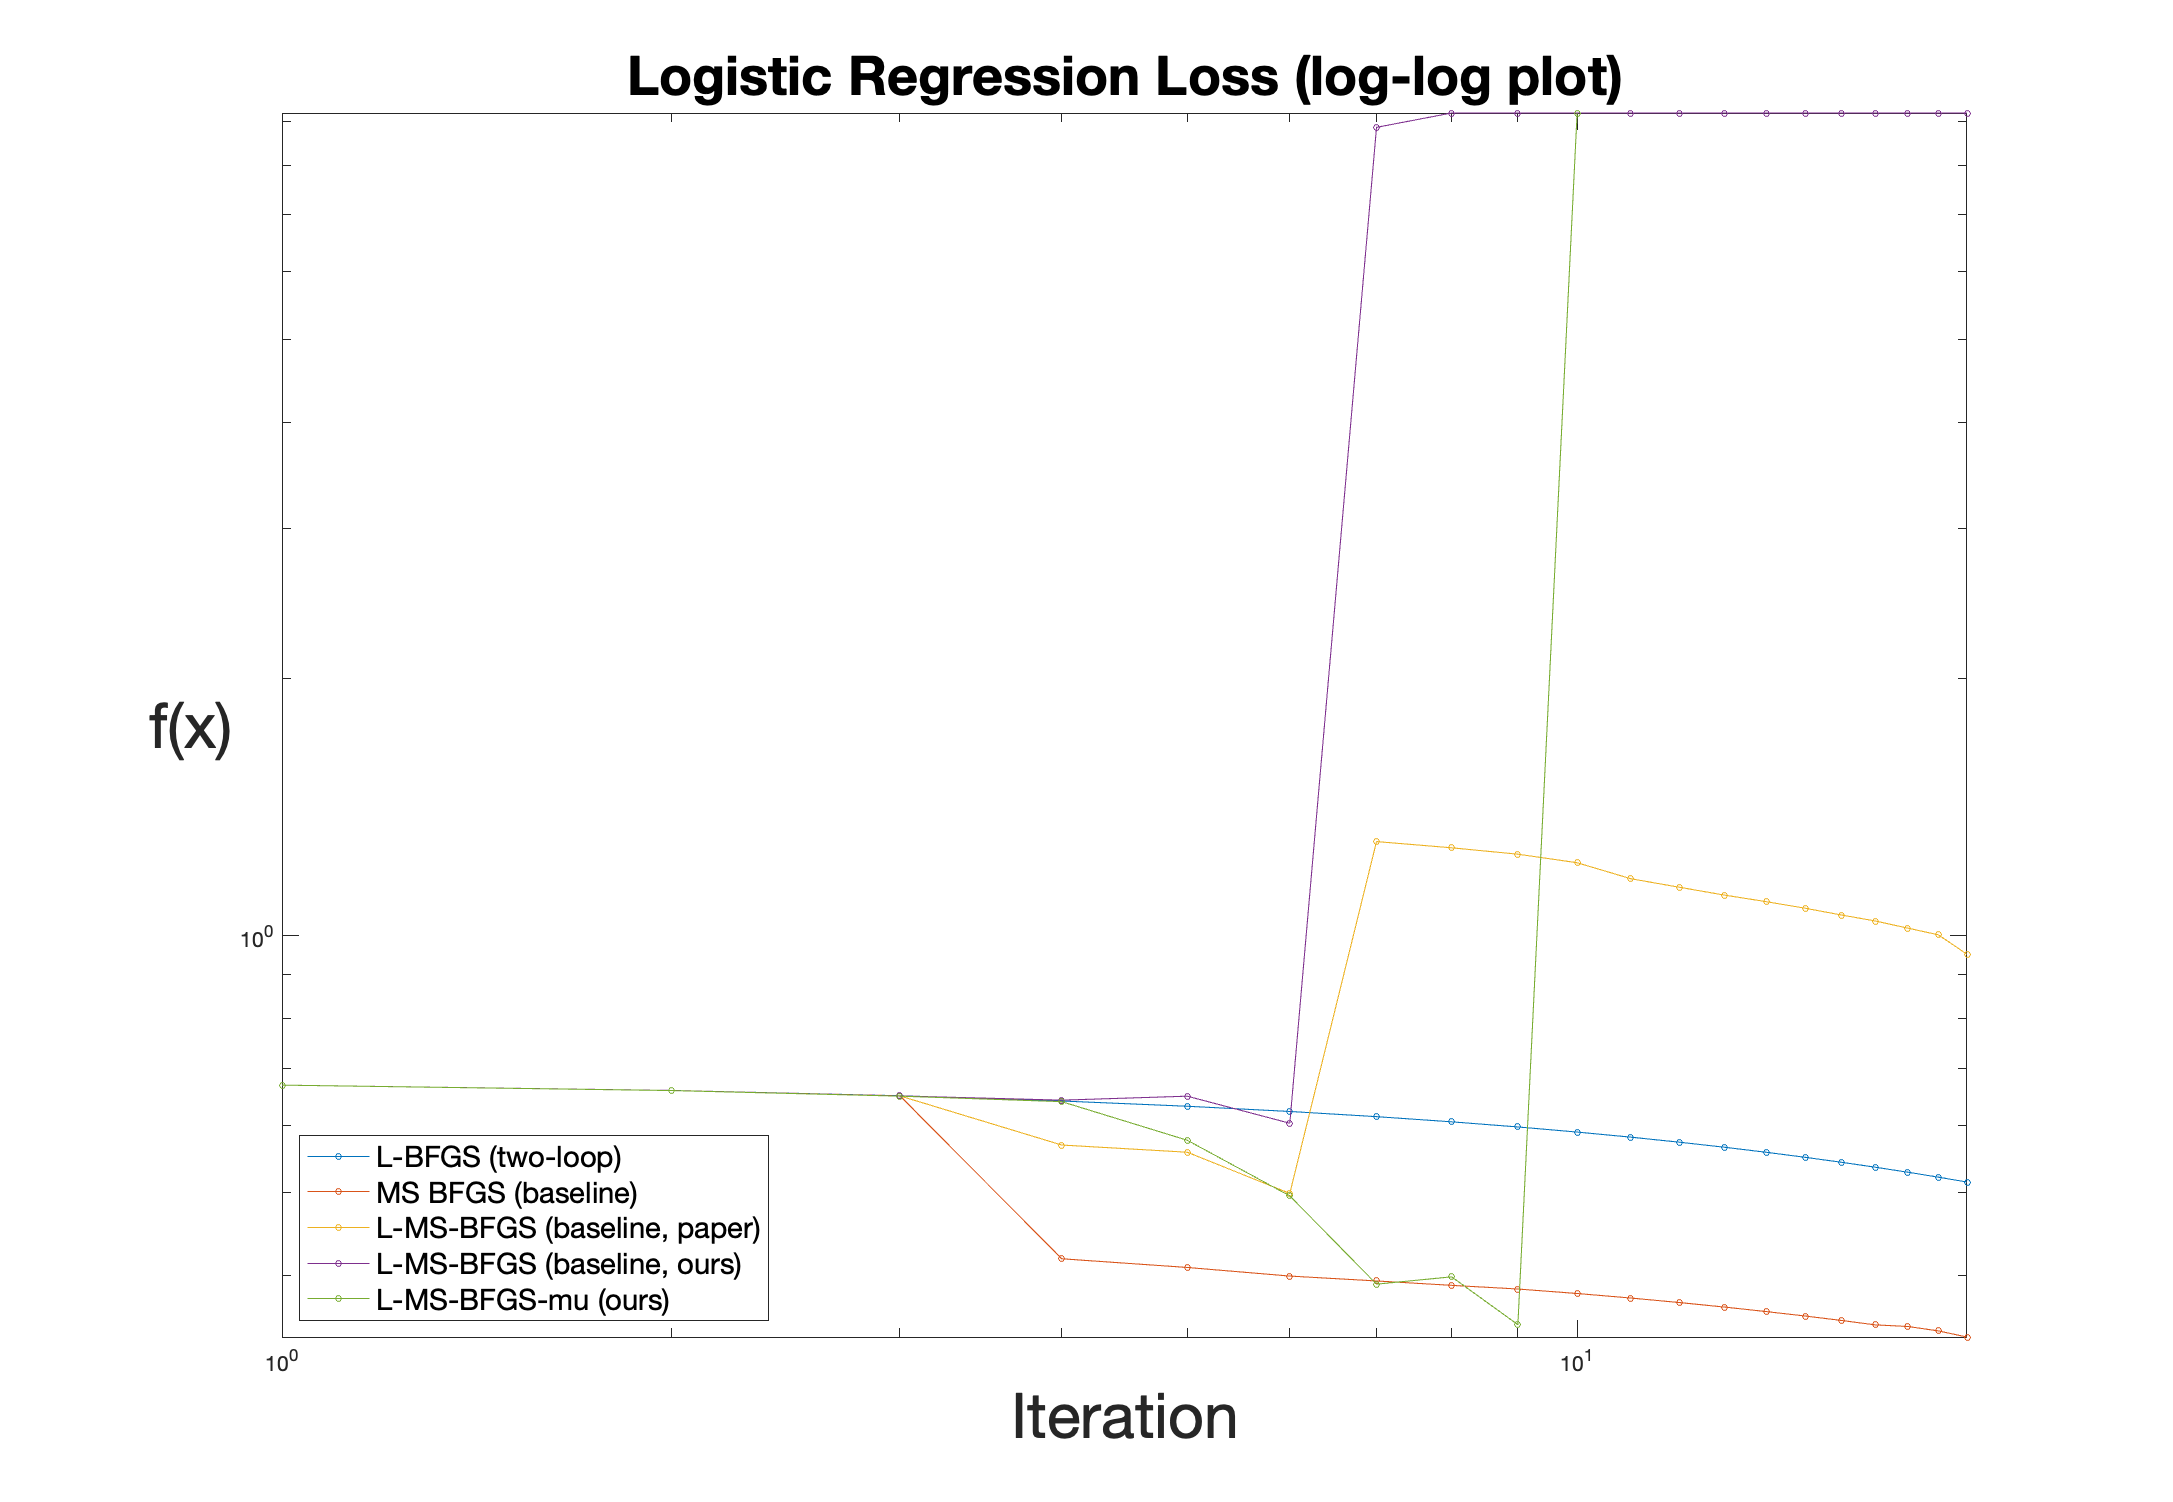 Logistic Regression Loss (log-log plot)
f(x)
10^0
L-BFGS (two-loop)
MS BFGS (baseline)
L-MS-BFGS (baseline, paper)
L-MS-BFGS (baseline, ours)
L-MS-BFGS-mu (ours)
10^0 10^1
Iteration